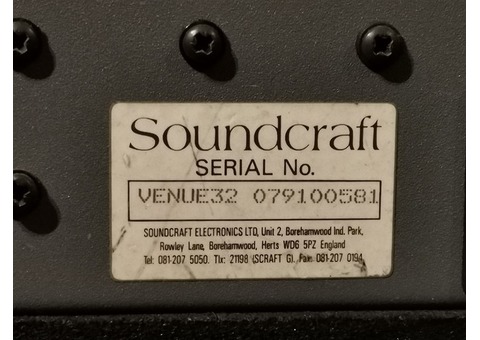 Soundcraft
SERIAL No.
VENUE32 079100581
SOUNDCRAFT ELECTRONICS LTD, Unit 2, Borehamwood Ind. Park,
Rowley Lane, Borehamwood, Herts WD6 5PZ England
Tel: 081-207 5050. Tlx: 21198 (SCRAFT G). Fax: 081-207 0194